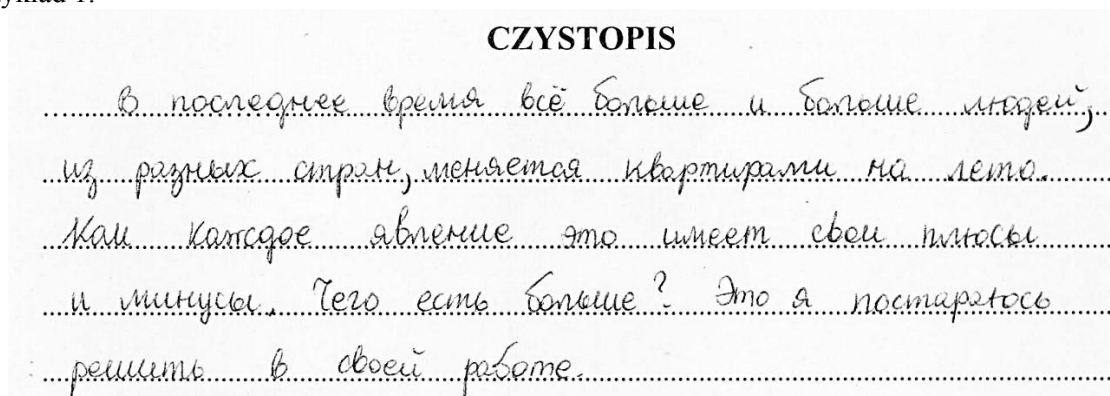 CZYSTOPIS
В последнее время всё больше и больше людей,
из разных стран, меняется квартирами на лето.
Как каждое явление это имеет свои плюсы
и минусы. Чего есть больше? Это я постараюсь
решить в своей работе.